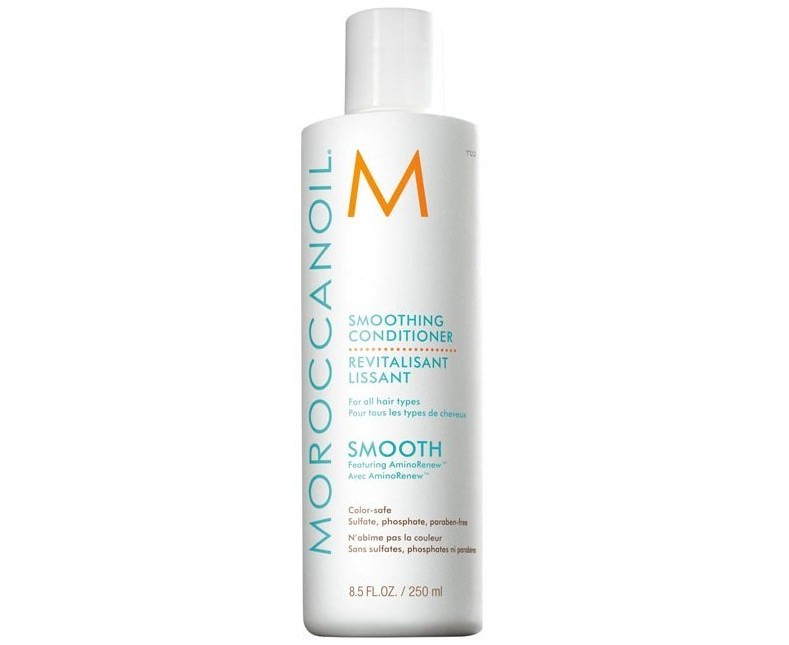 MOROCCANOIL®
M
SMOOTHING
CONDITIONER
REVITALISANT
LISSANT
For all hair types
Pour tous les types de cheveux
SMOOTH
Featuring AminoRenew™
Avec AminoRenew™
Color-safe
Sulfate, phosphate, paraben-free
N'abime pas la couleur
Sans sulfates, phosphates ni parabènes
8.5 FL.OZ. / 250 ml